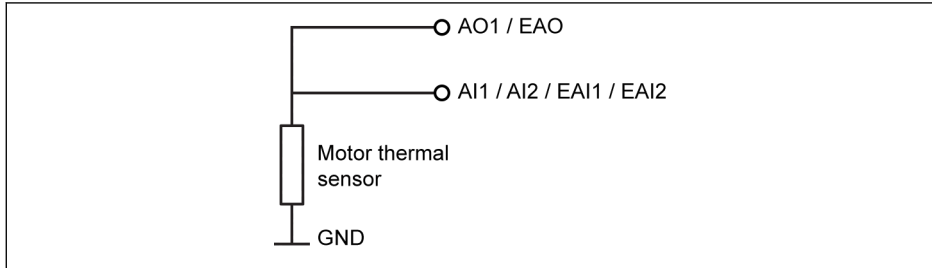 AO1 / EAO
AI1 / AI2 / EAI1 / EAI2
Motor thermal
sensor
GND